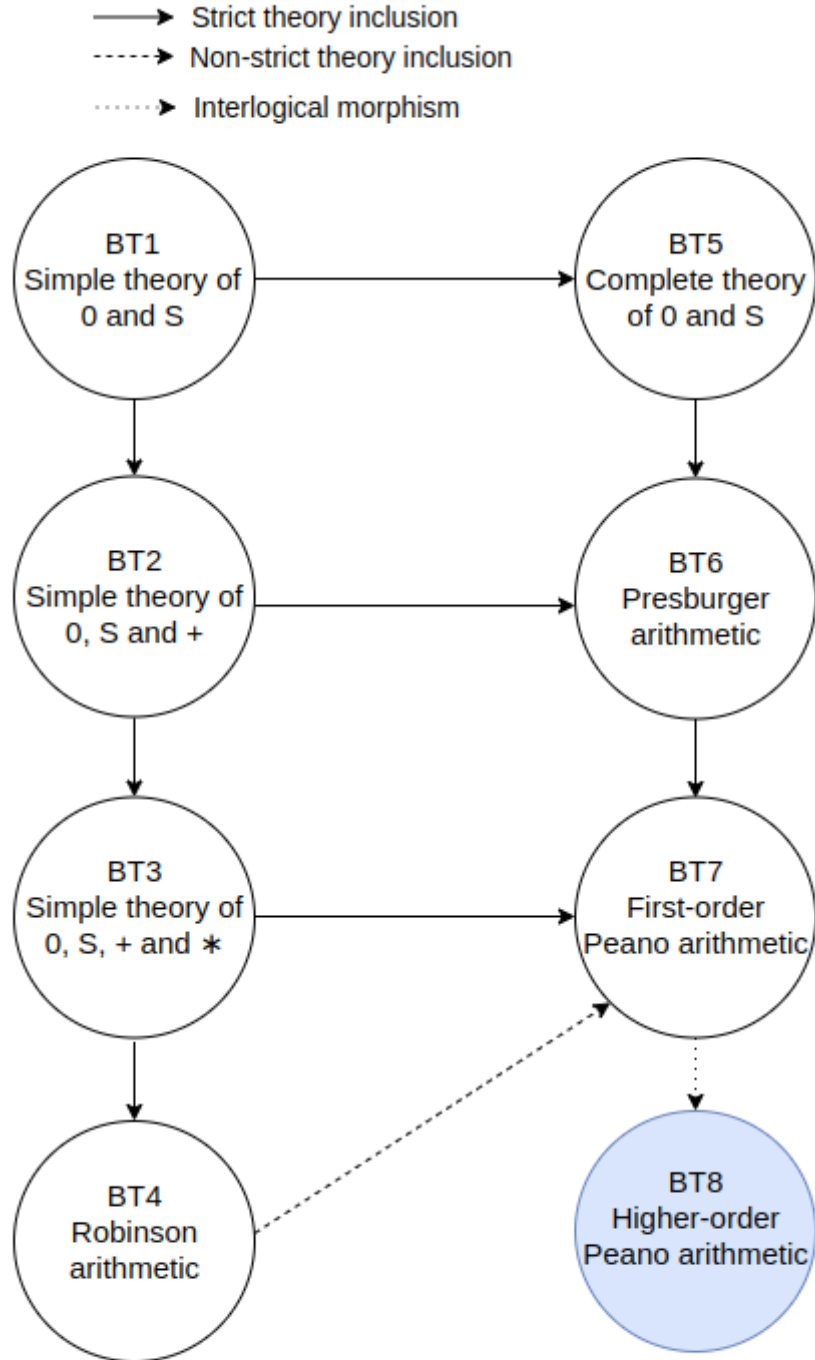 Strict theory inclusion
Non-strict theory inclusion
Interlogical morphism
BT1
Simple theory of
0 and S
BT5
Complete theory
of 0 and S
BT2
Simple theory of
0, S and +
BT6
Presburger
arithmetic
BT3
Simple theory of
0, S, + and ∗
BT7
First-order
Peano arithmetic
BT4
Robinson
arithmetic
BT8
Higher-order
Peano arithmetic